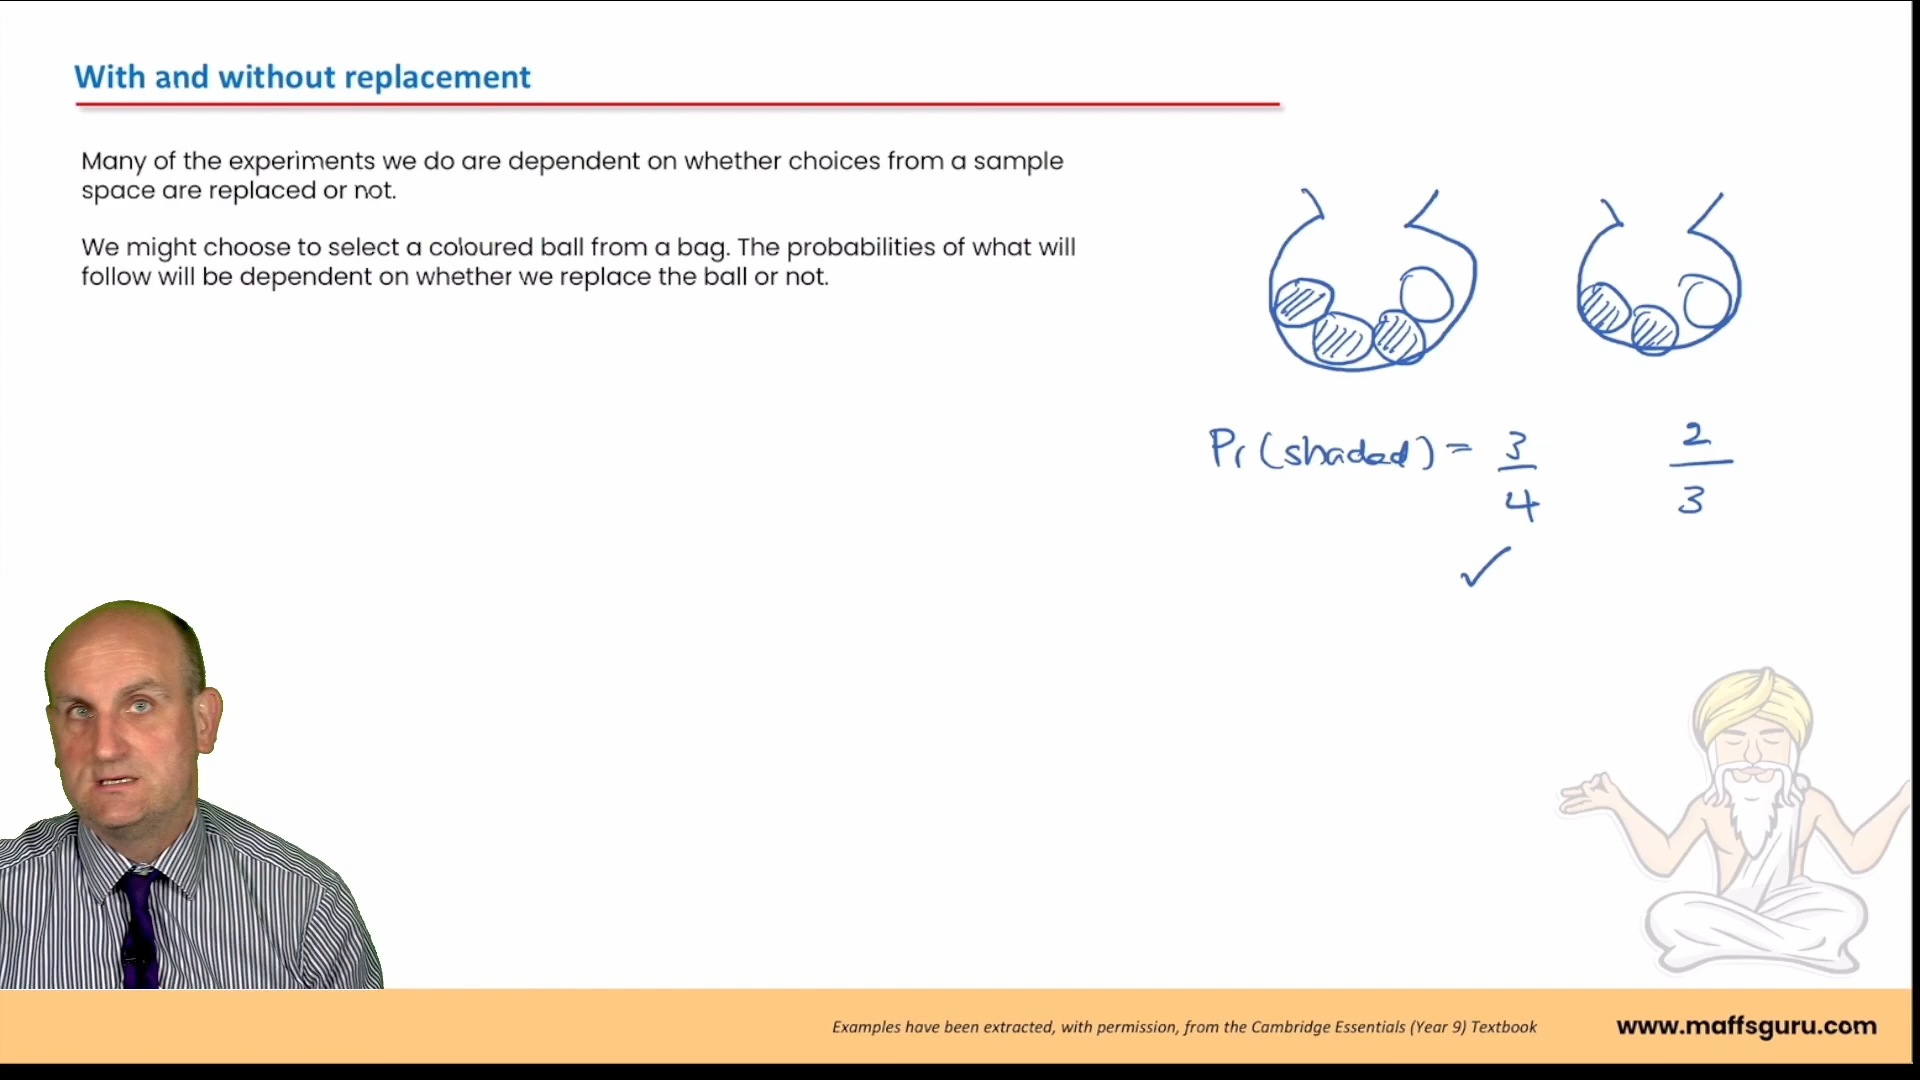 With and without replacement
Many of the experiments we do are dependent on whether choices from a sample
space are replaced or not.
We might choose to select a coloured ball from a bag. The probabilities of what will
follow will be dependent on whether we replace the ball or not.
Pr (shaded) = 3/4 2/3
Examples have been extracted, with permission, from the Cambridge Essentials (Year 9) Textbook
www.maffsguru.com